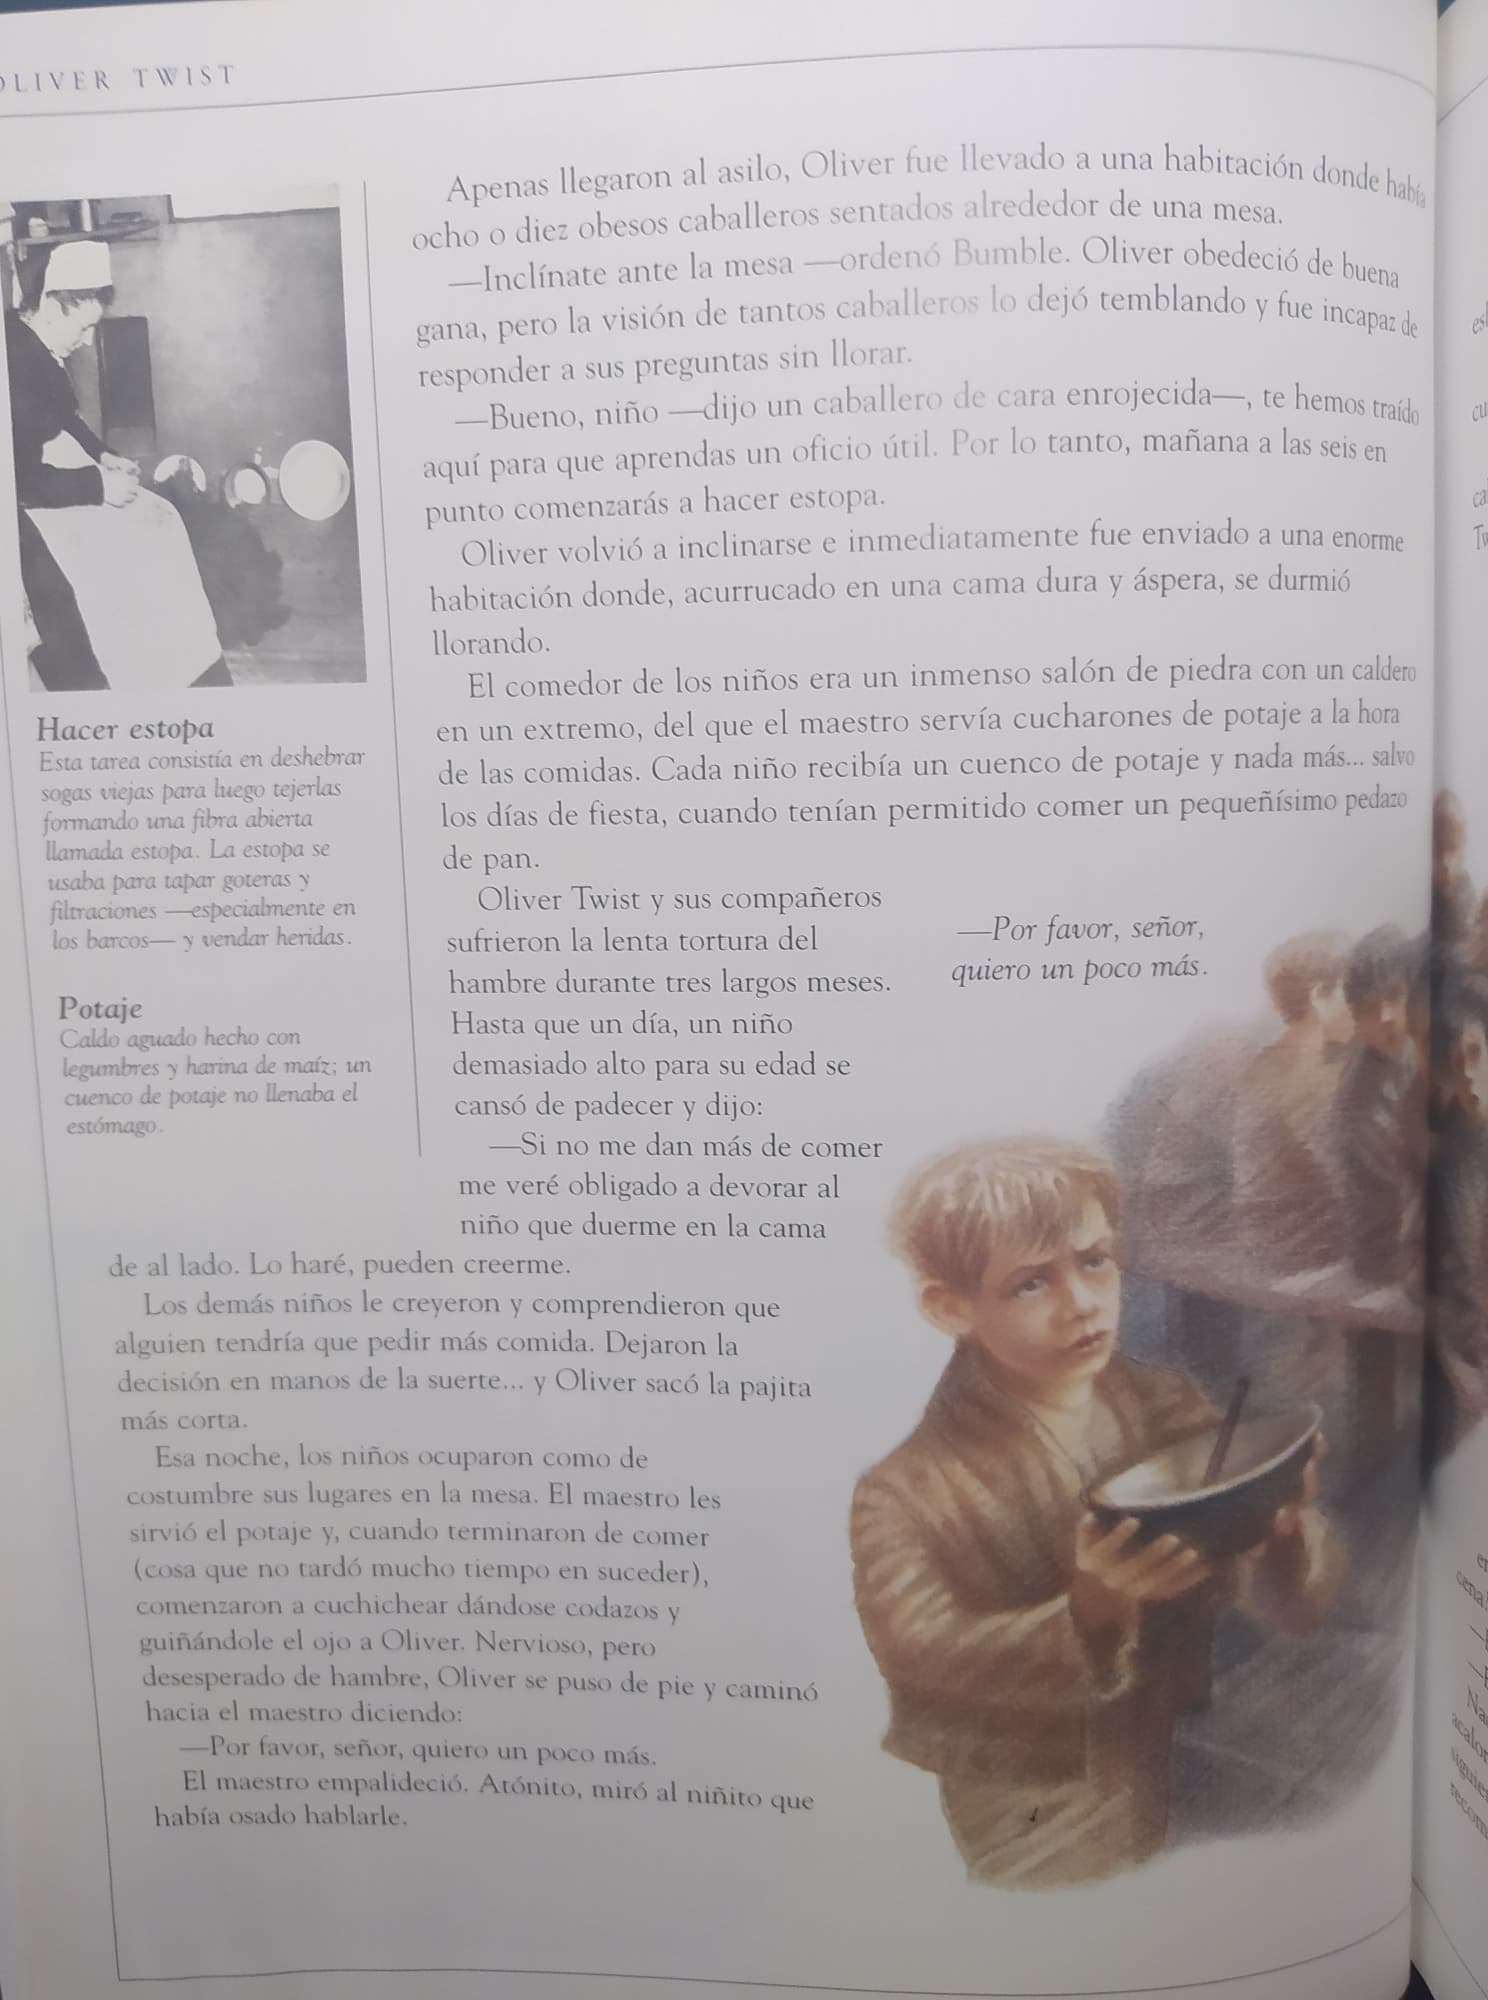 OLIVER TWIST
Apenas llegaron al asilo, Oliver fue llevado a una habitación donde había
ocho o diez obesos caballeros sentados alrededor de una mesa.
—Inclínate ante la mesa —ordenó Bumble. Oliver obedeció de buena
gana, pero la visión de tantos caballeros lo dejó temblando y fue incapaz de
responder a sus preguntas sin llorar.
—Bueno, niño —dijo un caballero de cara enrojecida—, te hemos traído
aquí para que aprendas un oficio útil. Por lo tanto, mañana a las seis en
punto comenzarás a hacer estopa.
Oliver volvió a inclinarse e inmediatamente fue enviado a una enorme
habitación donde, acurrucado en una cama dura y áspera, se durmió
llorando.
El comedor de los niños era un inmenso salón de piedra con un caldero
en un extremo, del que el maestro servía cucharones de potaje a la hora
de las comidas. Cada niño recibía un cuenco de potaje y nada más... salvo
los días de fiesta, cuando tenían permitido comer un pequeñísimo pedazo
de pan.
Oliver Twist y sus compañeros
sufrieron la lenta tortura del
hambre durante tres largos meses.
Hasta que un día, un niño
demasiado alto para su edad se
cansó de padecer y dijo:
—Si no me dan más de comer
me veré obligado a devorar al
niño que duerme en la cama
de al lado. Lo haré, pueden creerme.
Los demás niños le creyeron y comprendieron que
alguien tendría que pedir más comida. Dejaron la
decisión en manos de la suerte... y Oliver sacó la pajita
más corta.
Esa noche, los niños ocuparon como de
costumbre sus lugares en la mesa. El maestro les
sirvió el potaje y, cuando terminaron de comer
(cosa que no tardó mucho tiempo en suceder),
comenzaron a cuchichear dándose codazos y
guiñándole el ojo a Oliver. Nervioso, pero
desesperado de hambre, Oliver se puso de pie y caminó
hacia el maestro diciendo:
—Por favor, señor, quiero un poco más.
El maestro empalideció. Atónito, miró al niñito que
había osado hablarle.
Hacer estopa
Esta tarea consistía en deshebrar
sogas viejas para luego tejerlas
formando una fibra abierta
llamada estopa. La estopa se
usaba para tapar goteras y
filtraciones —especialmente en
los barcos— y vendar heridas.
Potaje
Caldo aguado hecho con
legumbres y harina de maíz; un
cuenco de potaje no llenaba el
estómago.
—Por favor, señor,
quiero un poco más.